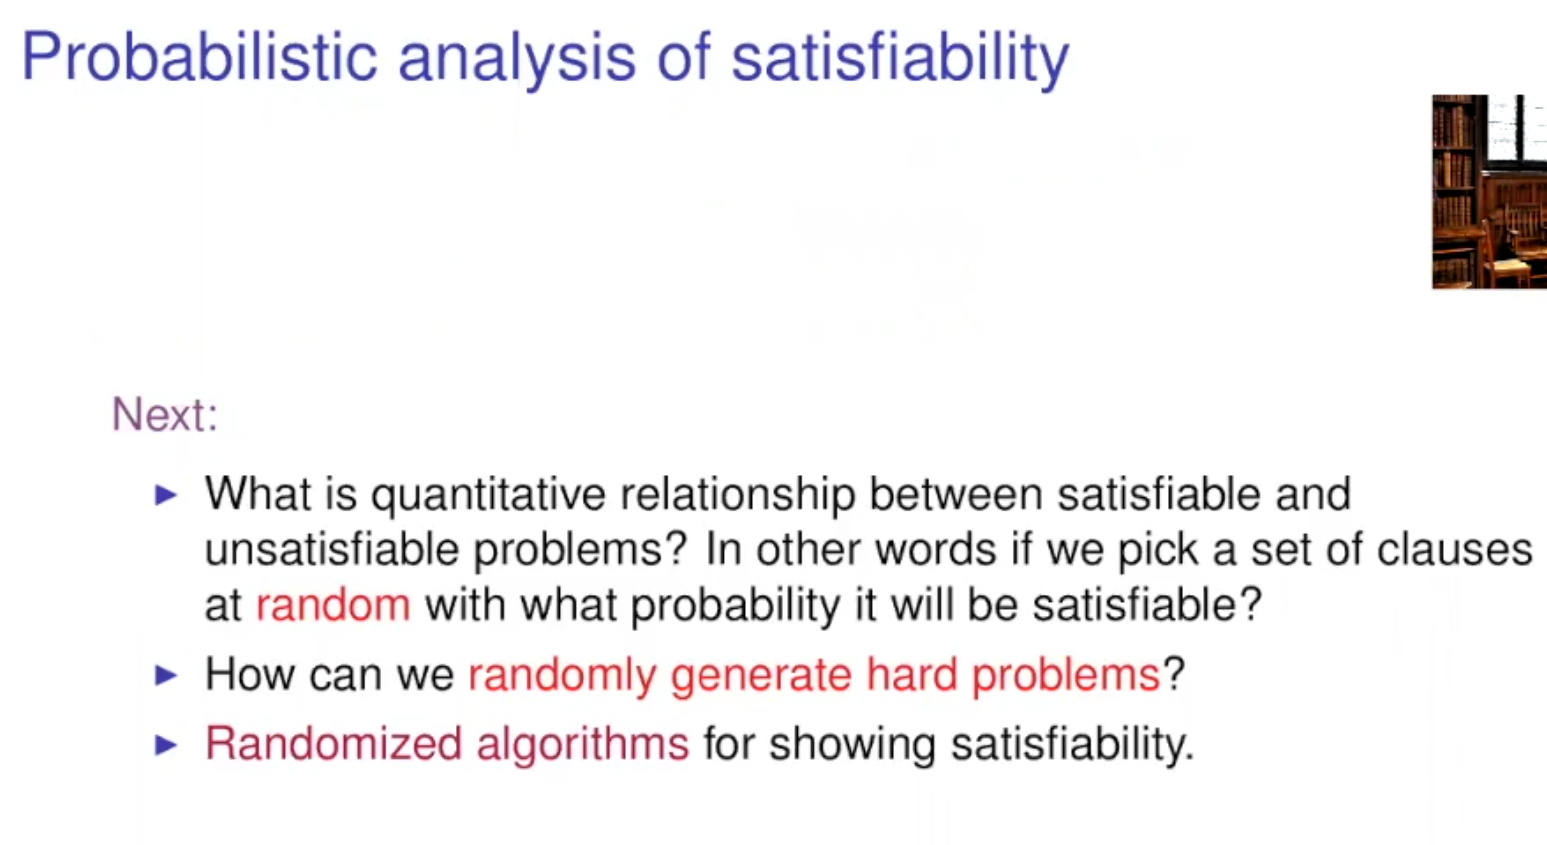 Probabilistic analysis of satisfiability
Next:
▶ What is quantitative relationship between satisfiable and
unsatisfiable problems? In other words if we pick a set of clauses
at random with what probability it will be satisfiable?
▶ How can we randomly generate hard problems?
▶ Randomized algorithms for showing satisfiability.